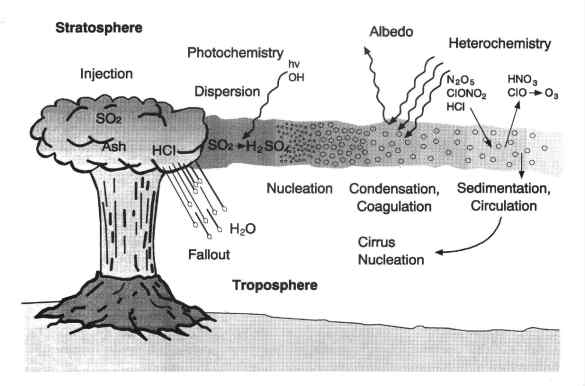 Stratosphere
Injection
Photochemistry
hv
OH
Dispersion
Albedo
Heterochemistry
N₂O₅
ClONO₂
HCl
HNO₃
ClO → O₃
SO₂
Ash
HCl
SO₂ → H₂SO₄
Nucleation
Condensation,
Coagulation
Sedimentation,
Circulation
H₂O
Fallout
Cirrus
Nucleation
Troposphere